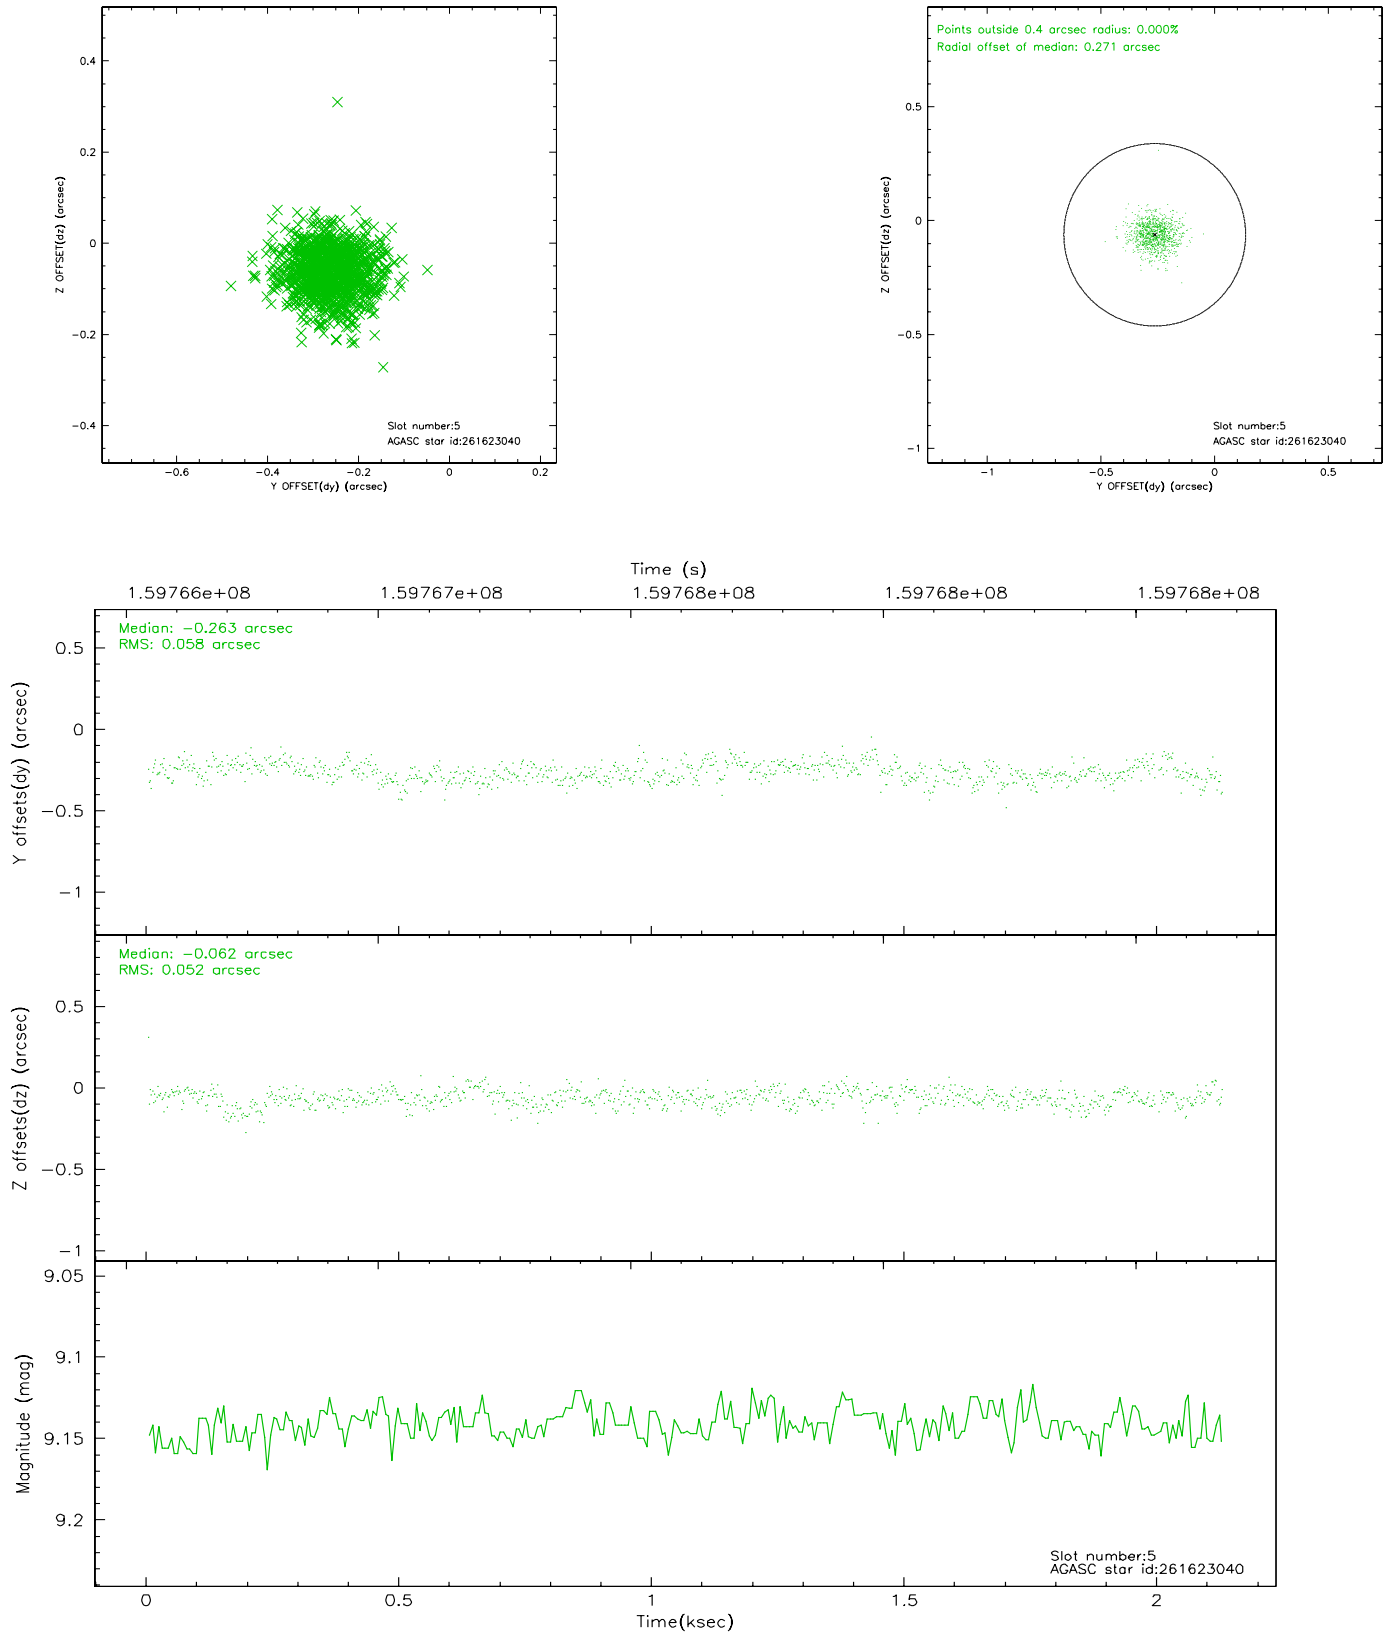 0.4
0.2
0
−0.2
−0.4
Z OFFSET(dz) (arcsec)
Slot number:5
AGASC star id:261623040
−0.6
−0.4
−0.2
0
0.2
Y OFFSET(dy) (arcsec)
Points outside 0.4 arcsec radius: 0.000%
Radial offset of median: 0.271 arcsec
0.5
0
−0.5
−1
Z OFFSET(dz) (arcsec)
Slot number:5
AGASC star id:261623040
−1
−0.5
0
0.5
Y OFFSET(dy) (arcsec)
Time (s)
1.59766e+08
1.59767e+08
1.59768e+08
1.59768e+08
1.59768e+08
Median: −0.263 arcsec
RMS: 0.058 arcsec
0.5
0
−0.5
−1
Y offsets(dy) (arcsec)
Median: −0.062 arcsec
RMS: 0.052 arcsec
0.5
0
−0.5
−1
Z offsets(dz) (arcsec)
9.05
9.1
9.15
9.2
Magnitude (mag)
Slot number:5
AGASC star id:261623040
0
0.5
1
1.5
2
Time(ksec)